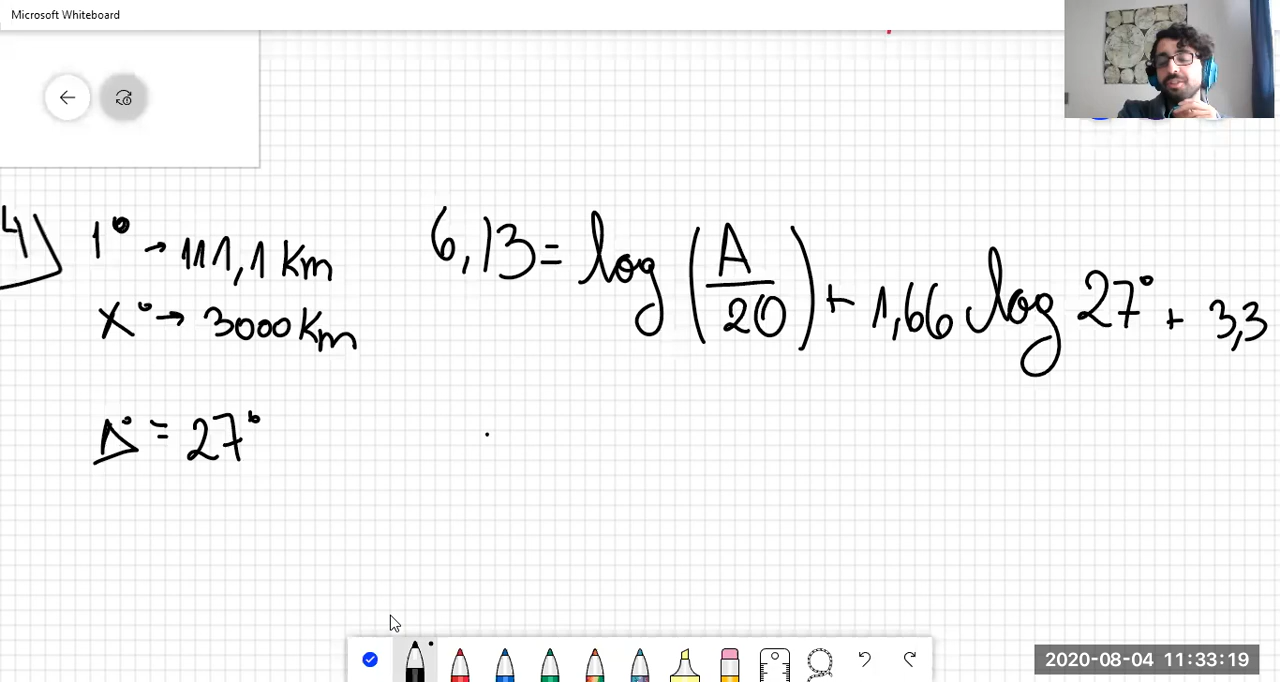 Microsoft Whiteboard
4)
1° → 111,1 Km
X° → 3000 Km
Δ° = 27°
6,13 = log (A/20) + 1,66 log 27° + 3,3
2020-08-04 11:33:19